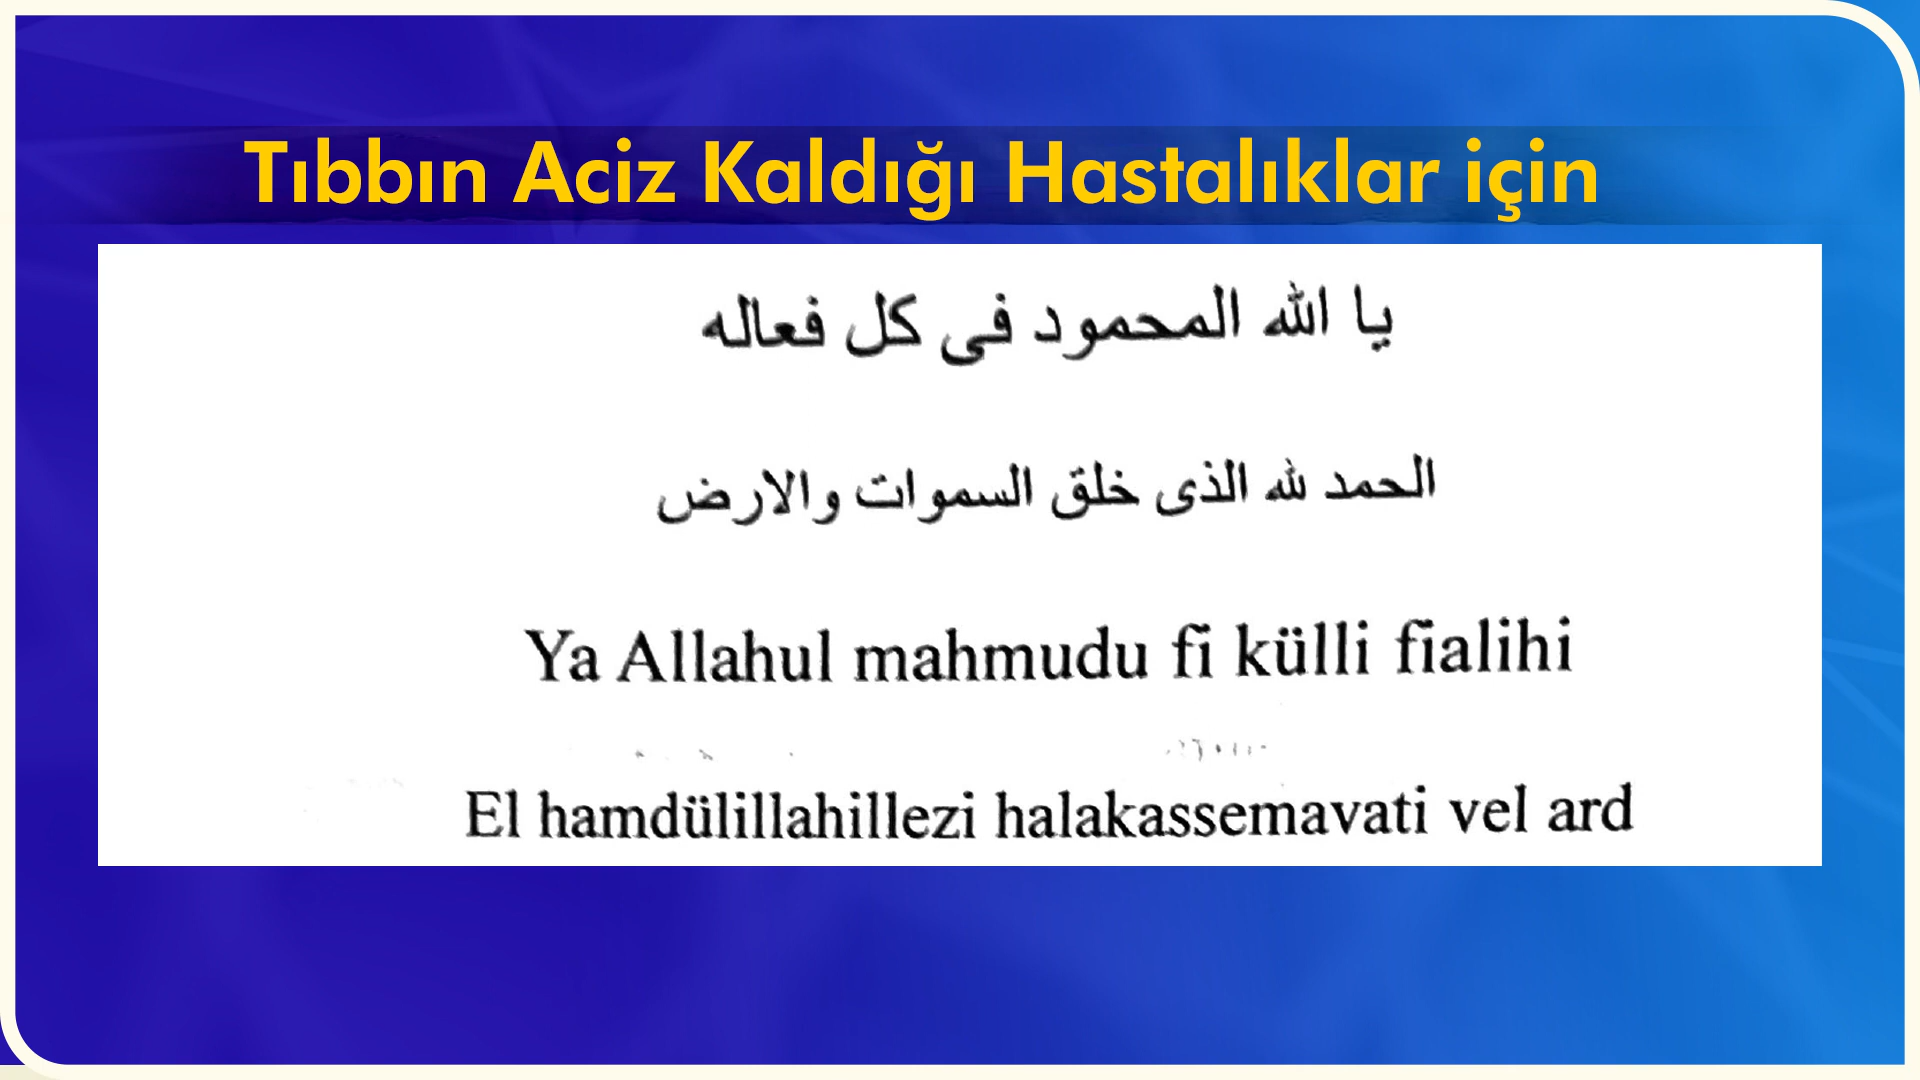 Tıbbın Aciz Kaldığı Hastalıklar için
يا الله المحمود فى كل فعاله
الحمد لله الذى خلق السموات والارض
Ya Allahul mahmudu fi külli fialihi
El hamdülillahillezi halakassemavati vel ard